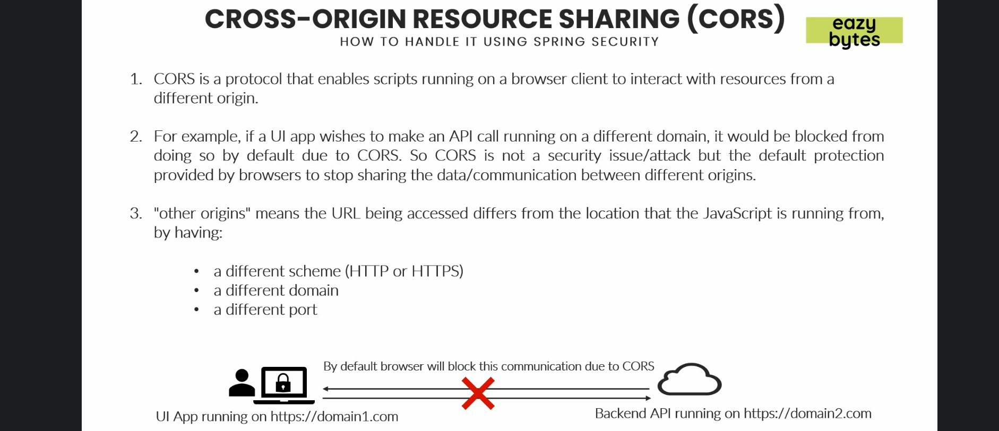 CROSS-ORIGIN RESOURCE SHARING (CORS)
HOW TO HANDLE IT USING SPRING SECURITY
eazy
bytes
1. CORS is a protocol that enables scripts running on a browser client to interact with resources from a
different origin.
2. For example, if a UI app wishes to make an API call running on a different domain, it would be blocked from
doing so by default due to CORS. So CORS is not a security issue/attack but the default protection
provided by browsers to stop sharing the data/communication between different origins.
3. "other origins" means the URL being accessed differs from the location that the JavaScript is running from,
by having:
• a different scheme (HTTP or HTTPS)
• a different domain
• a different port
By default browser will block this communication due to CORS
UI App running on https://domain1.com
Backend API running on https://domain2.com